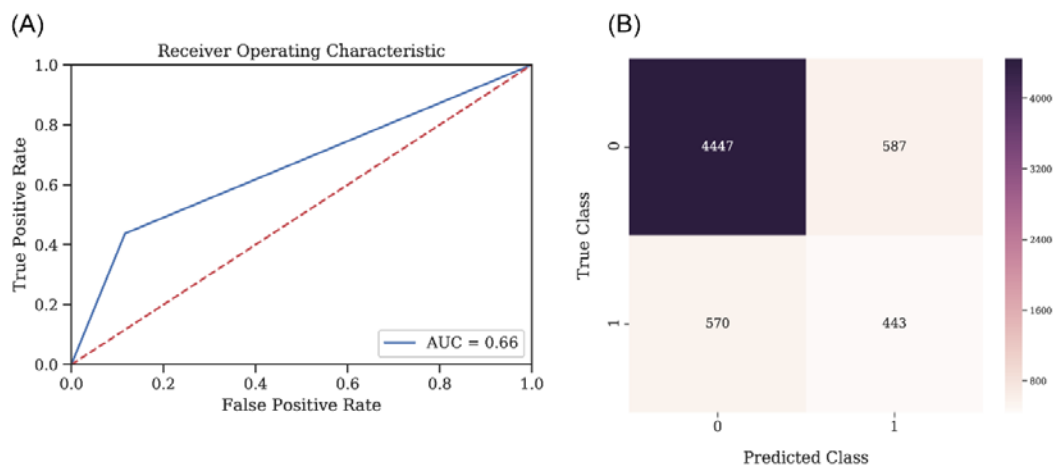 (A)
Receiver Operating Characteristic
1.0
0.8
0.6
0.4
0.2
0.0
True Positive Rate
AUC = 0.66
0.0 0.2 0.4 0.6 0.8 1.0
False Positive Rate
(B)
0
1
True Class
4447 587
570 443
0 1
Predicted Class
4000
3200
2400
1600
800